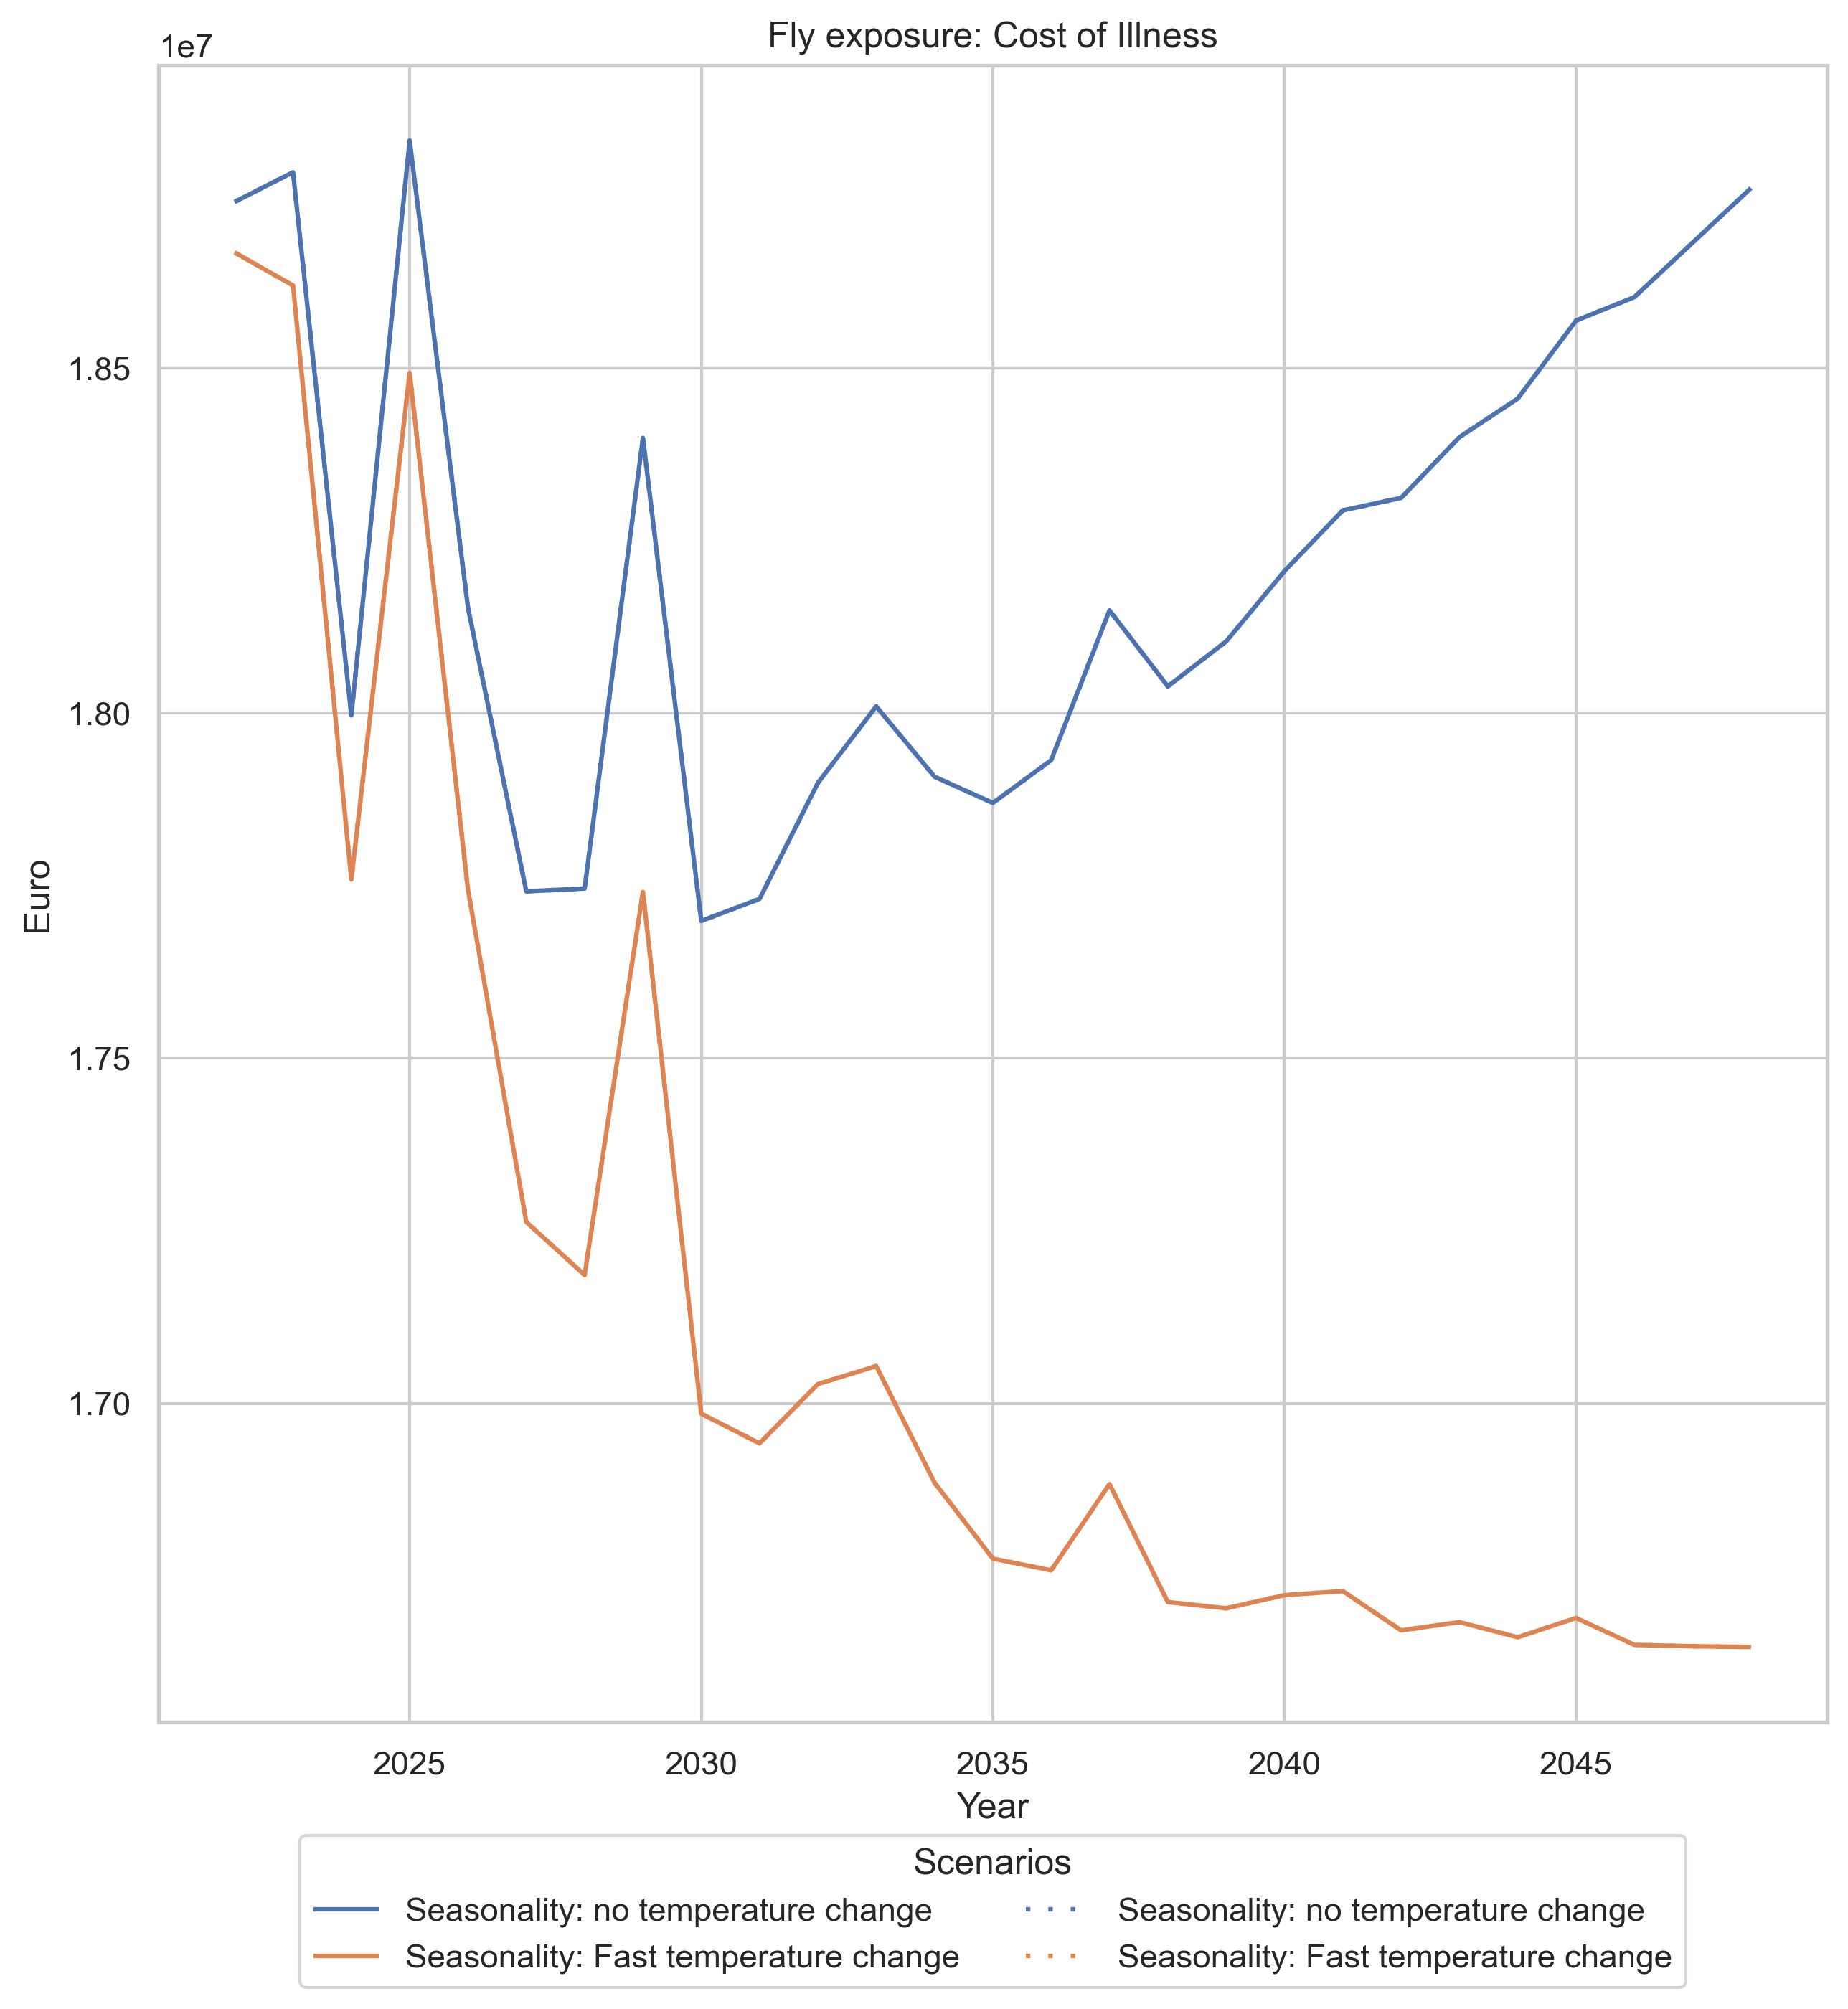 Fly exposure: Cost of Illness
1e7
1.85
1.80
1.75
1.70
Euro
2025 2030 2035 2040 2045
Year
Scenarios
Seasonality: no temperature change Seasonality: no temperature change
Seasonality: Fast temperature change Seasonality: Fast temperature change